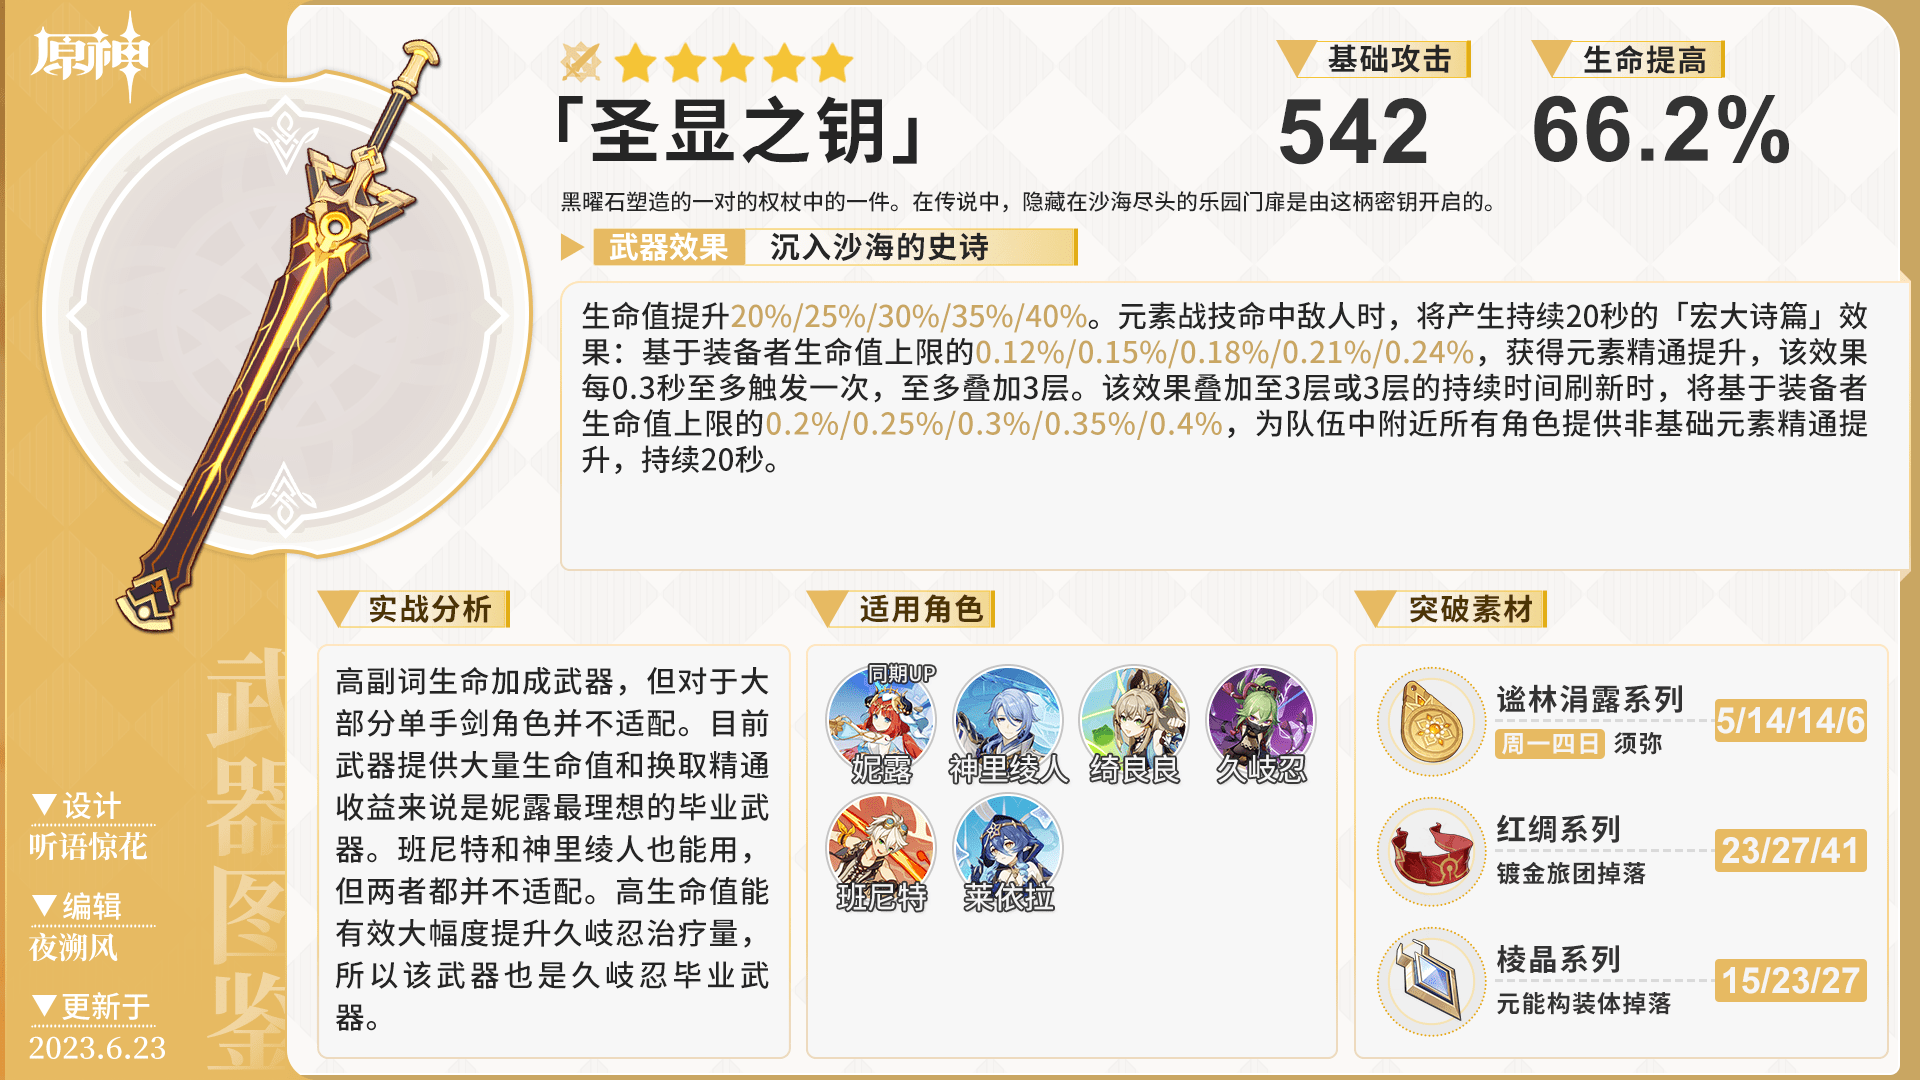 原神
「圣显之钥」
基础攻击
542
生命提高
66.2%
黑曜石塑造的一对的权杖中的一件。在传说中，隐藏在沙海尽头的乐园门扉是由这柄密钥开启的。
武器效果
沉入沙海的史诗
生命值提升20%/25%/30%/35%/40%。元素战技命中敌人时，将产生持续20秒的「宏大诗篇」效
果：基于装备者生命值上限的0.12%/0.15%/0.18%/0.21%/0.24%，获得元素精通提升，该效果
每0.3秒至多触发一次，至多叠加3层。该效果叠加至3层或3层的持续时间刷新时，将基于装备者
生命值上限的0.2%/0.25%/0.3%/0.35%/0.4%，为队伍中附近所有角色提供非基础元素精通提
升，持续20秒。
实战分析
高副词生命加成武器，但对于大
部分单手剑角色并不适配。目前
武器提供大量生命值和换取精通
收益来说是妮露最理想的毕业武
器。班尼特和神里绫人也能用，
但两者都并不适配。高生命值能
有效大幅度提升久岐忍治疗量，
所以该武器也是久岐忍毕业武
器。
适用角色
同期UP
妮露
神里绫人
绮良良
久岐忍
班尼特
莱依拉
突破素材
谧林涓露系列
周一四日 须弥
5/14/14/6
红绸系列
镀金旅团掉落
23/27/41
棱晶系列
元能构装体掉落
15/23/27
武器图鉴
▼设计
听语惊花
▼编辑
夜溯风
▼更新于
2023.6.23